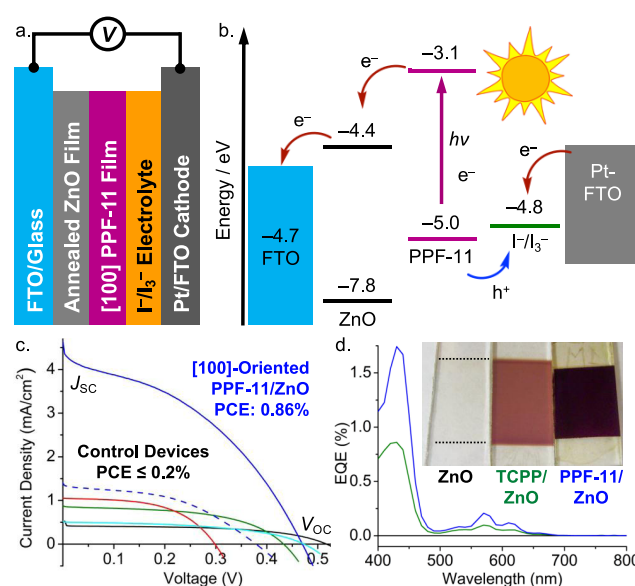 a.
V
FTO/Glass
Annealed ZnO Film
[100] PPF-11 Film
I⁻/I₃⁻ Electrolyte
Pt/FTO Cathode
b.
Energy / eV
−3.1
e⁻
−4.4
e⁻
hν
e⁻
e⁻
Pt-
FTO
−4.7
FTO
−5.0
PPF-11
−4.8
I⁻/I₃⁻
h⁺
−7.8
ZnO
c.
J_SC
[100]-Oriented
PPF-11/ZnO
PCE: 0.86%
Control Devices
PCE ≤ 0.2%
V_OC
Current Density (mA/cm²)
4
2
0
0.1 0.2 0.3 0.4 0.5
Voltage (V)
d.
EQE (%)
1.5
1.0
0.5
0.0
ZnO
TCPP/
ZnO
PPF-11/
ZnO
400 500 600 700 800
Wavelength (nm)